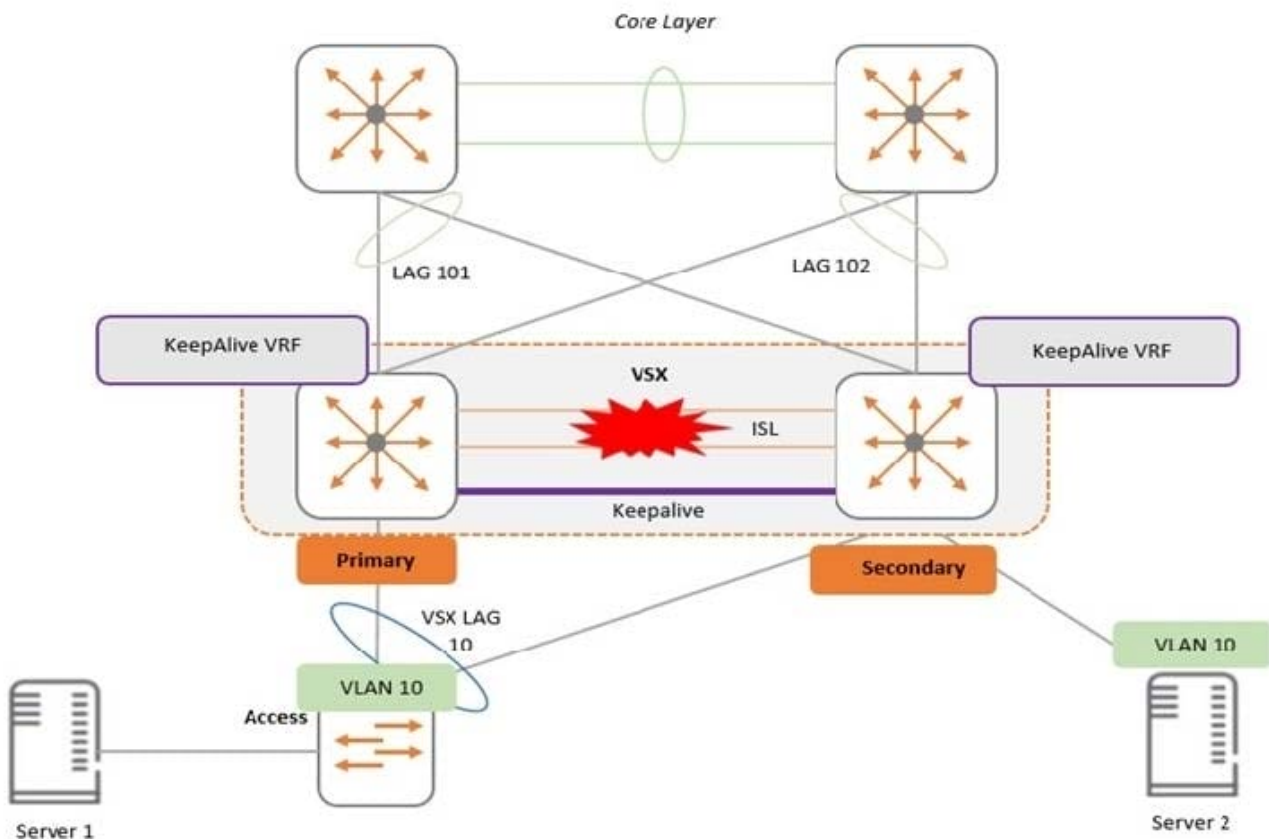 Core Layer
LAG 101
LAG 102
KeepAlive VRF
KeepAlive VRF
VSX
ISL
Keepalive
Primary
Secondary
VSX LAG
10
VLAN 10
VLAN 10
Access
Server 1
Server 2